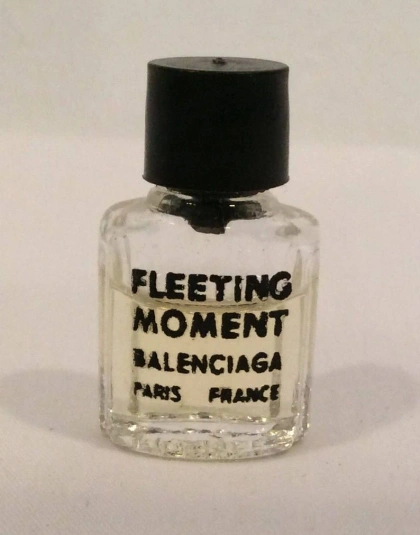 FLEETING
MOMENT
BALENCIAGA
PARIS FRANCE